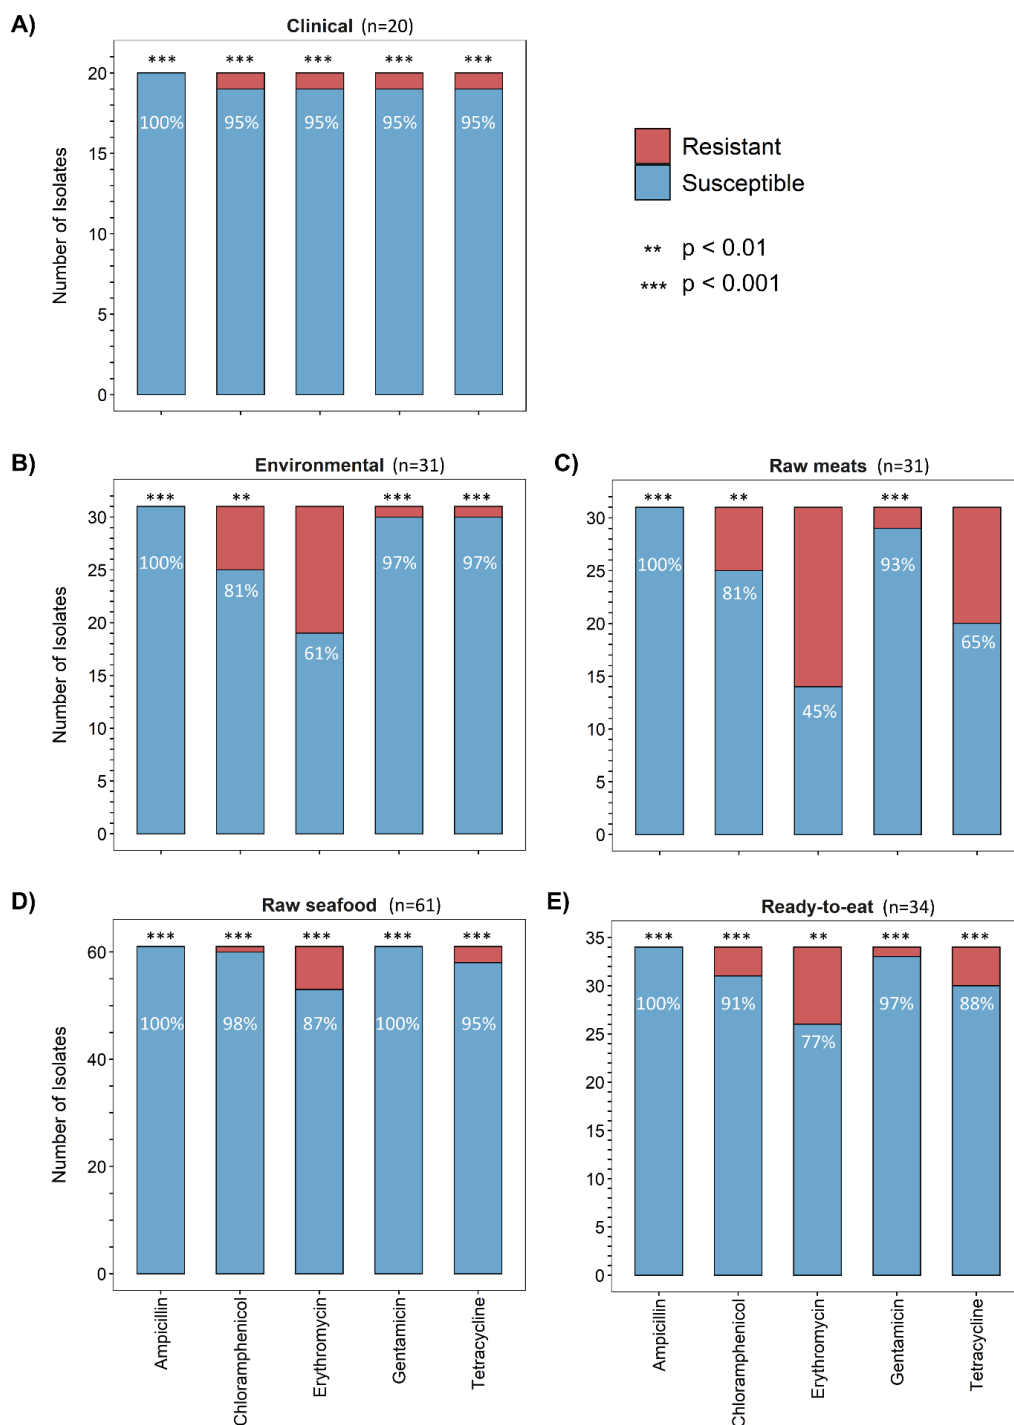 A)
Clinical (n=20)
*** *** *** *** ***
20
15
10
5
0
Number of Isolates
100% 95% 95% 95% 95%
Resistant
Susceptible
** p < 0.01
*** p < 0.001
B)
Environmental (n=31)
*** ** *** ***
30
25
20
15
10
5
0
Number of Isolates
100% 81% 61% 97% 97%
C)
Raw meats (n=31)
*** ** ***
30
25
20
15
10
5
0
100% 81% 45% 93% 65%
D)
Raw seafood (n=61)
*** *** *** *** ***
60
40
20
0
Number of Isolates
100% 98% 87% 100% 95%
Ampicillin
Chloramphenicol
Erythromycin
Gentamicin
Tetracycline
E)
Ready-to-eat (n=34)
*** *** ** *** ***
35
30
25
20
15
10
5
0
100% 91% 77% 97% 88%
Ampicillin
Chloramphenicol
Erythromycin
Gentamicin
Tetracycline